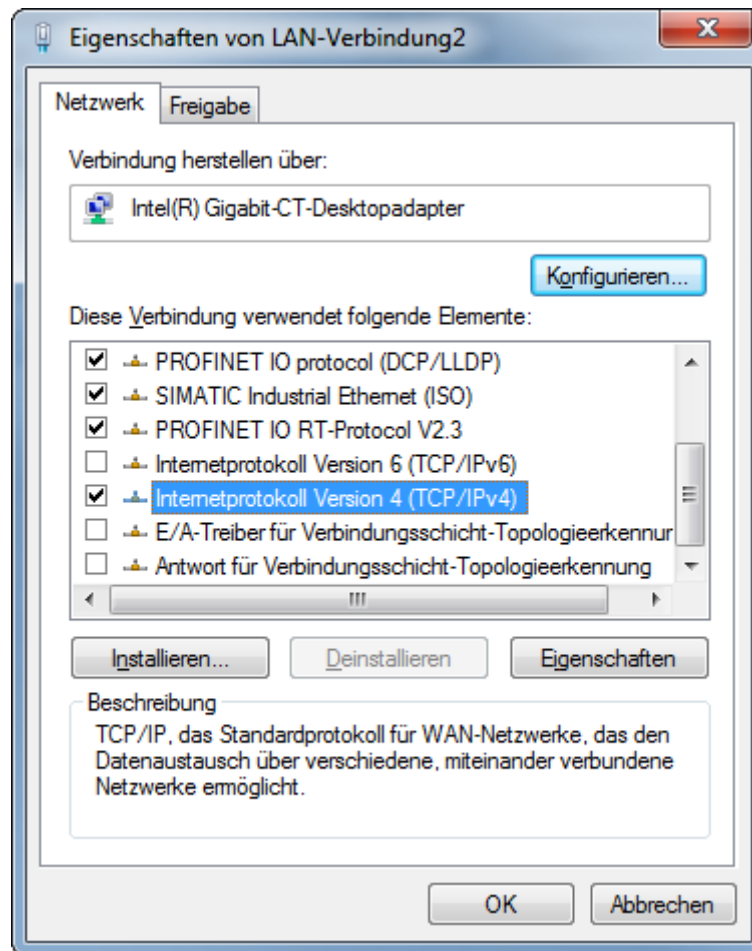 Eigenschaften von LAN-Verbindung2
Netzwerk
Freigabe
Verbindung herstellen über:
Intel(R) Gigabit-CT-Desktopadapter
Konfigurieren...
Diese Verbindung verwendet folgende Elemente:
PROFINET IO protocol (DCP/LLDP)
SIMATIC Industrial Ethernet (ISO)
PROFINET IO RT-Protocol V2.3
Internetprotokoll Version 6 (TCP/IPv6)
Internetprotokoll Version 4 (TCP/IPv4)
E/A-Treiber für Verbindungsschicht-Topologieerkennur
Antwort für Verbindungsschicht-Topologieerkennung
Installieren...
Deinstallieren
Eigenschaften
Beschreibung
TCP/IP, das Standardprotokoll für WAN-Netzwerke, das den
Datenaustausch über verschiedene, miteinander verbundene
Netzwerke ermöglicht.
OK
Abbrechen